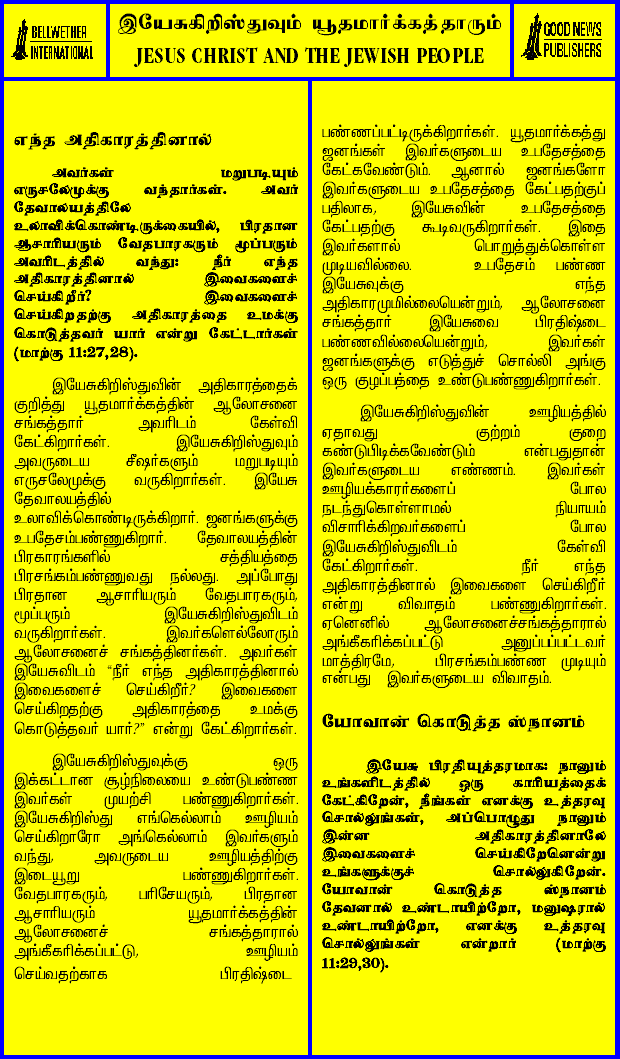 BELLWETHER
INTERNATIONAL
இயேசுகிறிஸ்துவும் யூதமார்க்கத்தாரும்
JESUS CHRIST AND THE JEWISH PEOPLE
GOOD NEWS
PUBLISHERS
எந்த அதிகாரத்தினால்
அவர்கள் மறுபடியும்
எருசலேமுக்கு வந்தார்கள். அவர்
தேவாலயத்திலே
உலாவிக்கொண்டிருக்கையில், பிரதான
ஆசாரியரும் வேதபாரகரும் மூப்பரும்
அவரிடத்தில் வந்து: நீர் எந்த
அதிகாரத்தினால் இவைகளைச்
செய்கிறீர்? இவைகளைச்
செய்கிறதற்கு அதிகாரத்தை உமக்கு
கொடுத்தவர் யார் என்று கேட்டார்கள்
(மாற்கு 11:27,28).
இயேசுகிறிஸ்துவின் அதிகாரத்தைக்
குறித்து யூதமார்க்கத்தின் ஆலோசனை
சங்கத்தார் அவரிடம் கேள்வி
கேட்கிறார்கள். இயேசுகிறிஸ்துவும்
அவருடைய சீஷர்களும் மறுபடியும்
எருசலேமுக்கு வருகிறார்கள். இயேசு
தேவாலயத்தில்
உலாவிக்கொண்டிருக்கிறார். ஜனங்களுக்கு
உபதேசம்பண்ணுகிறார். தேவாலயத்தின்
பிரகாரங்களில் சத்தியத்தை
பிரசங்கம்பண்ணுவது நல்லது. அப்போது
பிரதான ஆசாரியரும் வேதபாரகரும்,
மூப்பரும் இயேசுகிறிஸ்துவிடம்
வருகிறார்கள். இவர்களெல்லோரும்
ஆலோசனைச் சங்கத்தினர்கள். அவர்கள்
இயேசுவிடம் “நீர் எந்த அதிகாரத்தினால்
இவைகளைச் செய்கிறீர்? இவைகளை
செய்கிறதற்கு அதிகாரத்தை உமக்கு
கொடுத்தவர் யார்?” என்று கேட்கிறார்கள்.
இயேசுகிறிஸ்துவுக்கு ஒரு
இக்கட்டான சூழ்நிலையை உண்டுபண்ண
இவர்கள் முயற்சி பண்ணுகிறார்கள்.
இயேசுகிறிஸ்து எங்கெல்லாம் ஊழியம்
செய்கிறாரோ அங்கெல்லாம் இவர்களும்
வந்து, அவருடைய ஊழியத்திற்கு
இடையூறு பண்ணுகிறார்கள்.
வேதபாரகரும், பரிசேயரும், பிரதான
ஆசாரியரும் யூதமார்க்கத்தின்
ஆலோசனைச் சங்கத்தாரால்
அங்கீகரிக்கப்பட்டு, ஊழியம்
செய்வதற்காக பிரதிஷ்டை
பண்ணப்பட்டிருக்கிறார்கள். யூதமார்க்கத்து
ஜனங்கள் இவர்களுடைய உபதேசத்தை
கேட்கவேண்டும். ஆனால் ஜனங்களோ
இவர்களுடைய உபதேசத்தை கேட்பதற்குப்
பதிலாக, இயேசுவின் உபதேசத்தை
கேட்பதற்கு கூடிவருகிறார்கள். இதை
இவர்களால் பொறுத்துக்கொள்ள
முடியவில்லை. உபதேசம் பண்ண
இயேசுவுக்கு எந்த
அதிகாரமுமில்லையென்றும், ஆலோசனை
சங்கத்தார் இயேசுவை பிரதிஷ்டை
பண்ணவில்லையென்றும், இவர்கள்
ஜனங்களுக்கு எடுத்துச் சொல்லி அங்கு
ஒரு குழப்பத்தை உண்டுபண்ணுகிறார்கள்.
இயேசுகிறிஸ்துவின் ஊழியத்தில்
ஏதாவது குற்றம் குறை
கண்டுபிடிக்கவேண்டும் என்பதுதான்
இவர்களுடைய எண்ணம். இவர்கள்
ஊழியக்காரர்களைப் போல
நடந்துகொள்ளாமல் நியாயம்
விசாரிக்கிறவர்களைப் போல
இயேசுகிறிஸ்துவிடம் கேள்வி
கேட்கிறார்கள். நீர் எந்த
அதிகாரத்தினால் இவைகளை செய்கிறீர்
என்று விவாதம் பண்ணுகிறார்கள்.
ஏனெனில் ஆலோசனைச்சங்கத்தாரால்
அங்கீகரிக்கப்பட்டு அனுப்பப்பட்டவர்
மாத்திரமே, பிரசங்கம்பண்ண முடியும்
என்பது இவர்களுடைய விவாதம்.
யோவான் கொடுத்த ஸ்நானம்
இயேசு பிரதியுத்தரமாக: நானும்
உங்களிடத்தில் ஒரு காரியத்தைக்
கேட்கிறேன், நீங்கள் எனக்கு உத்தரவு
சொல்லுங்கள், அப்பொழுது நானும்
இன்ன அதிகாரத்தினாலே
இவைகளைச் செய்கிறேனென்று
உங்களுக்குச் சொல்லுகிறேன்.
யோவான் கொடுத்த ஸ்நானம்
தேவனால் உண்டாயிற்றோ, மனுஷரால்
உண்டாயிற்றோ, எனக்கு உத்தரவு
சொல்லுங்கள் என்றார் (மாற்கு
11:29,30).